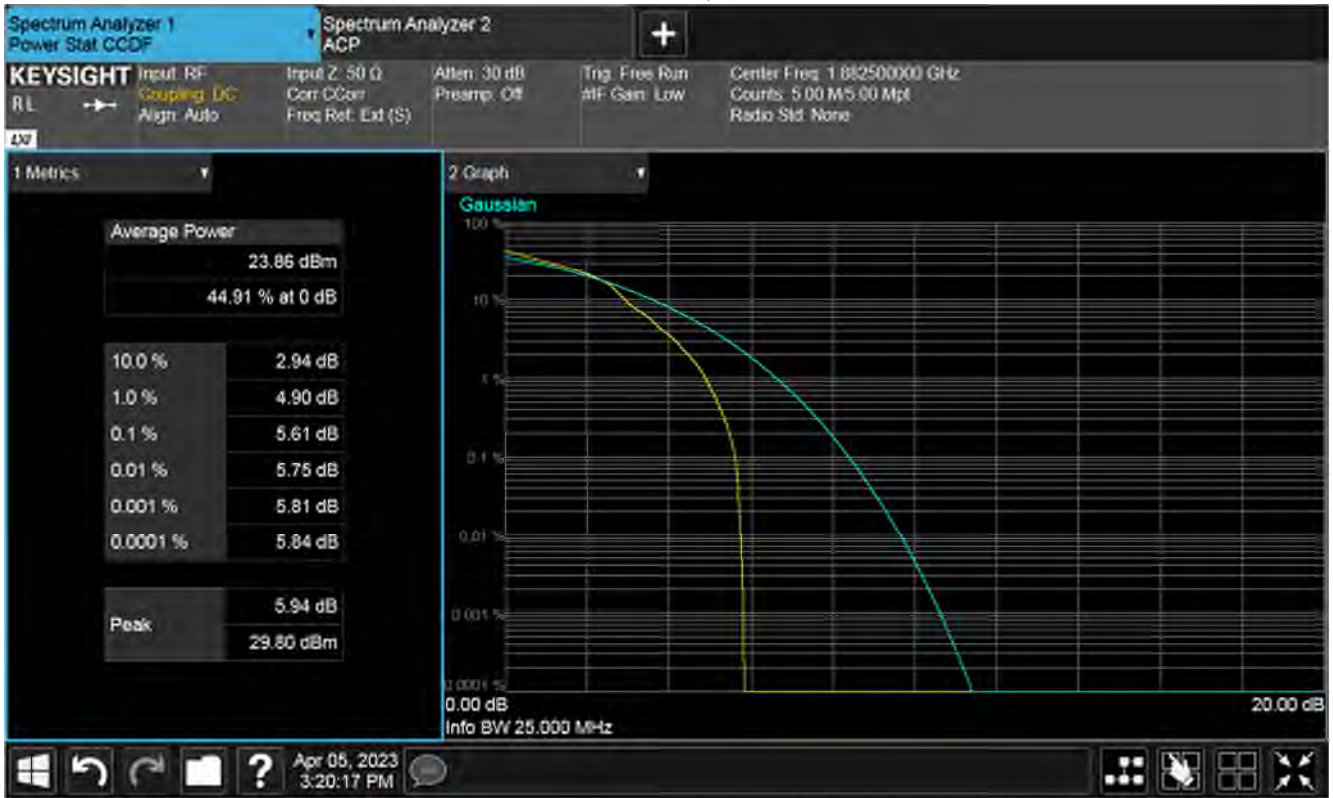 Spectrum Analyzer 1
Power Stat CCDF
Spectrum Analyzer 2
ACP
+
KEYSIGHT
RL
LXI
Input: RF
Coupling: DC
Align: Auto
Input Z: 50 Ω
Corr CCorr
Freq Ref: Ext (S)
Atten: 30 dB
Preamp: Off
Trig: Free Run
#IF Gain: Low
Center Freq: 1.882500000 GHz
Counts: 5.00 M/5.00 Mpt
Radio Std: None
1 Metrics
Average Power
23.86 dBm
44.91 % at 0 dB
10.0 % 2.94 dB
1.0 % 4.90 dB
0.1 % 5.61 dB
0.01 % 5.75 dB
0.001 % 5.81 dB
0.0001 % 5.84 dB
Peak
5.94 dB
29.80 dBm
2 Graph
Gaussian
100 %
10 %
1 %
0.1 %
0.01 %
0.001 %
0.0001 %
0.00 dB
20.00 dB
Info BW 25.000 MHz
?
Apr 05, 2023
3:20:17 PM